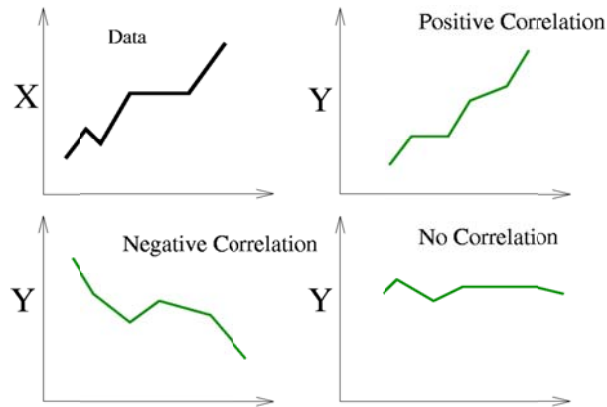 Data
X
Positive Correlation
Y
Negative Correlation
Y
No Correlation
Y